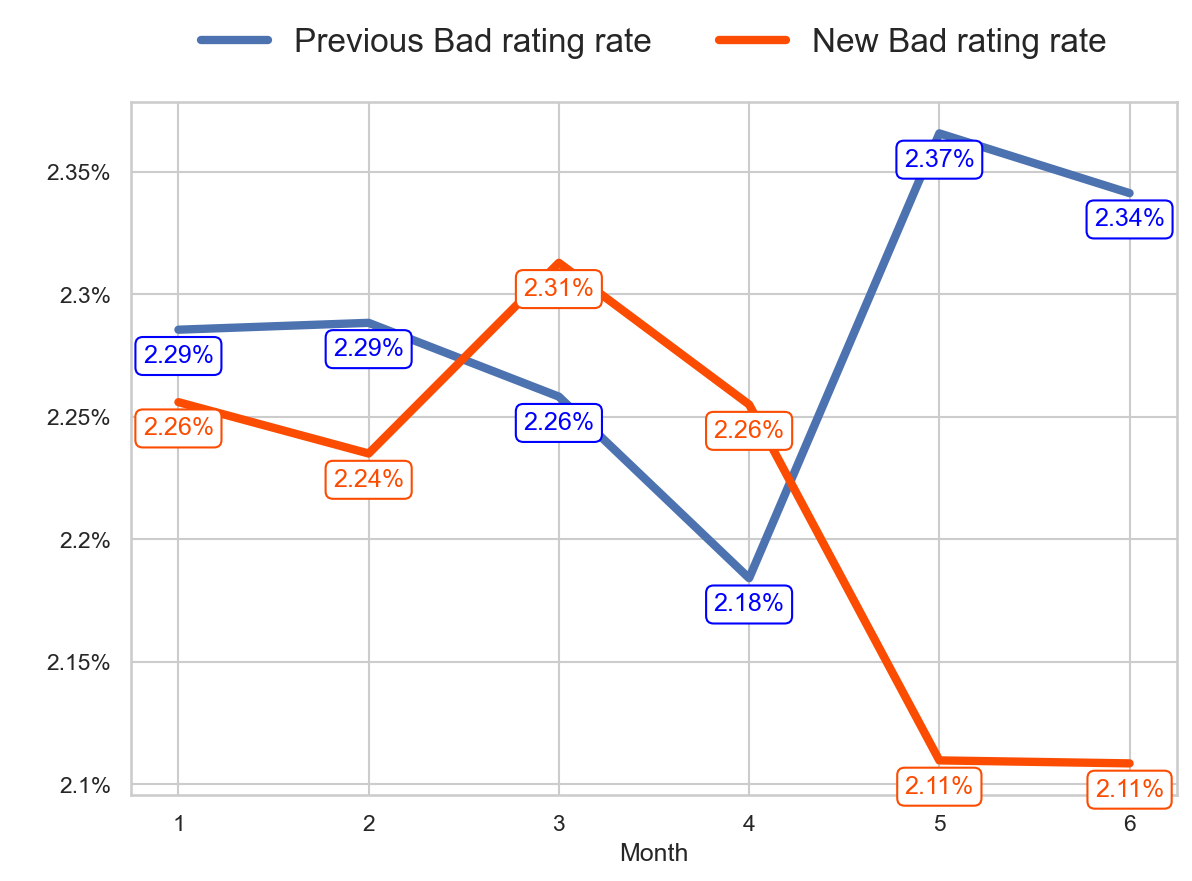 Previous Bad rating rate New Bad rating rate
2.37%
2.35%
2.34%
2.31%
2.3%
2.29% 2.29%
2.26% 2.26% 2.26%
2.25%
2.24%
2.2%
2.18%
2.15%
2.1% 2.11% 2.11%
1 2 3 4 5 6
Month